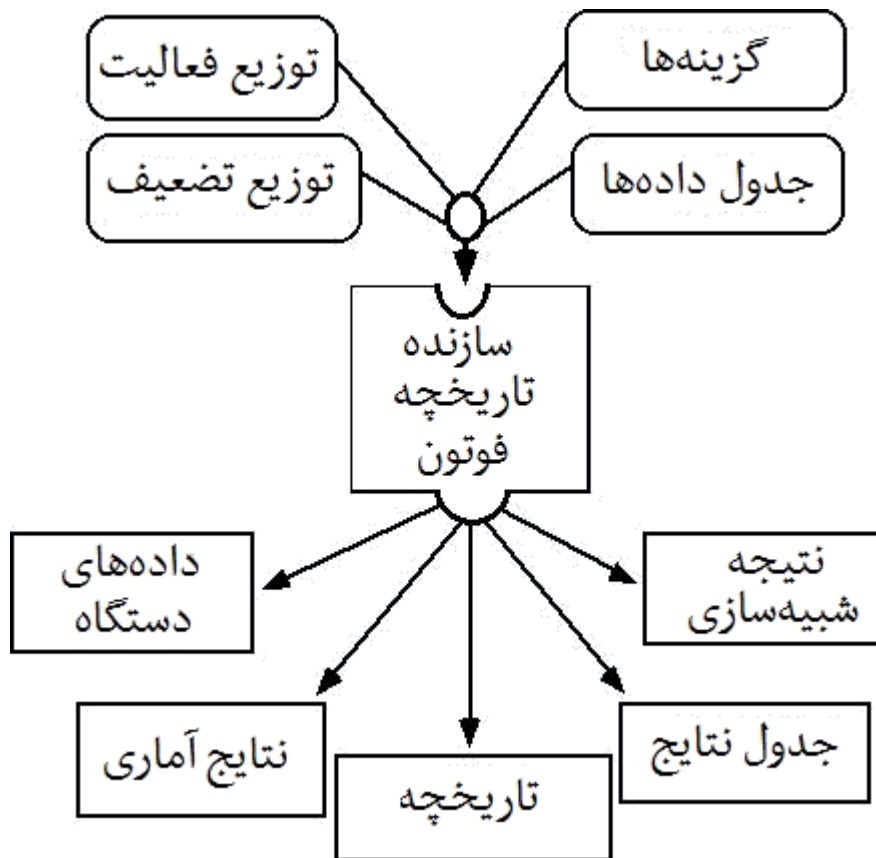 گزینه‌ها
توزیع فعالیت
جدول داده‌ها
توزیع تضعیف
سازنده
تاریخچه
فوتون
نتیجه
شبیه‌سازی
داده‌های
دستگاه
جدول نتایج
نتایج آماری
تاریخچه